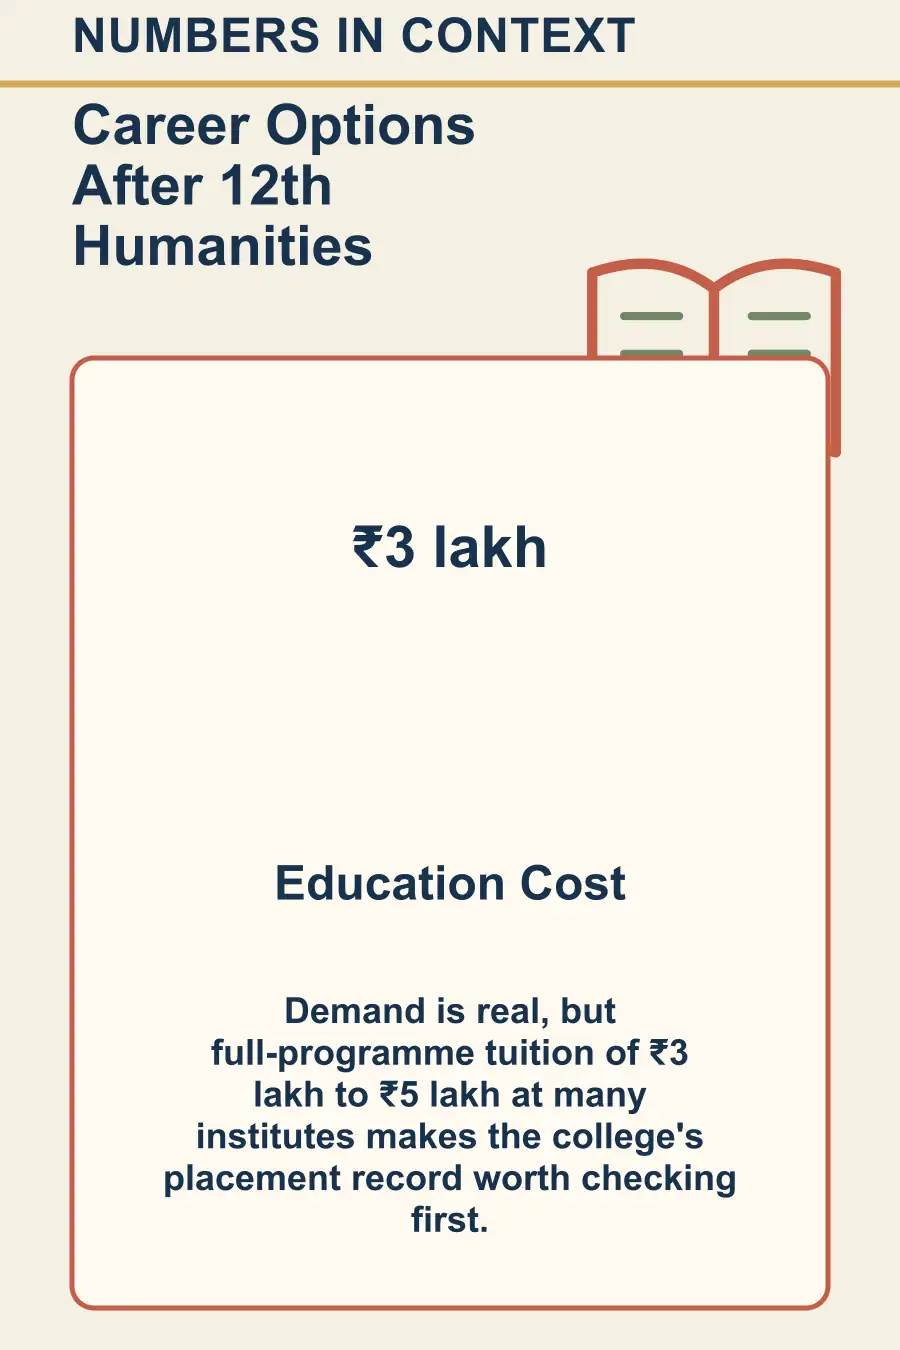 NUMBERS IN CONTEXT
Career Options
After 12th
Humanities
₹3 lakh
Education Cost
Demand is real, but
full-programme tuition of ₹3
lakh to ₹5 lakh at many
institutes makes the college's
placement record worth checking
first.